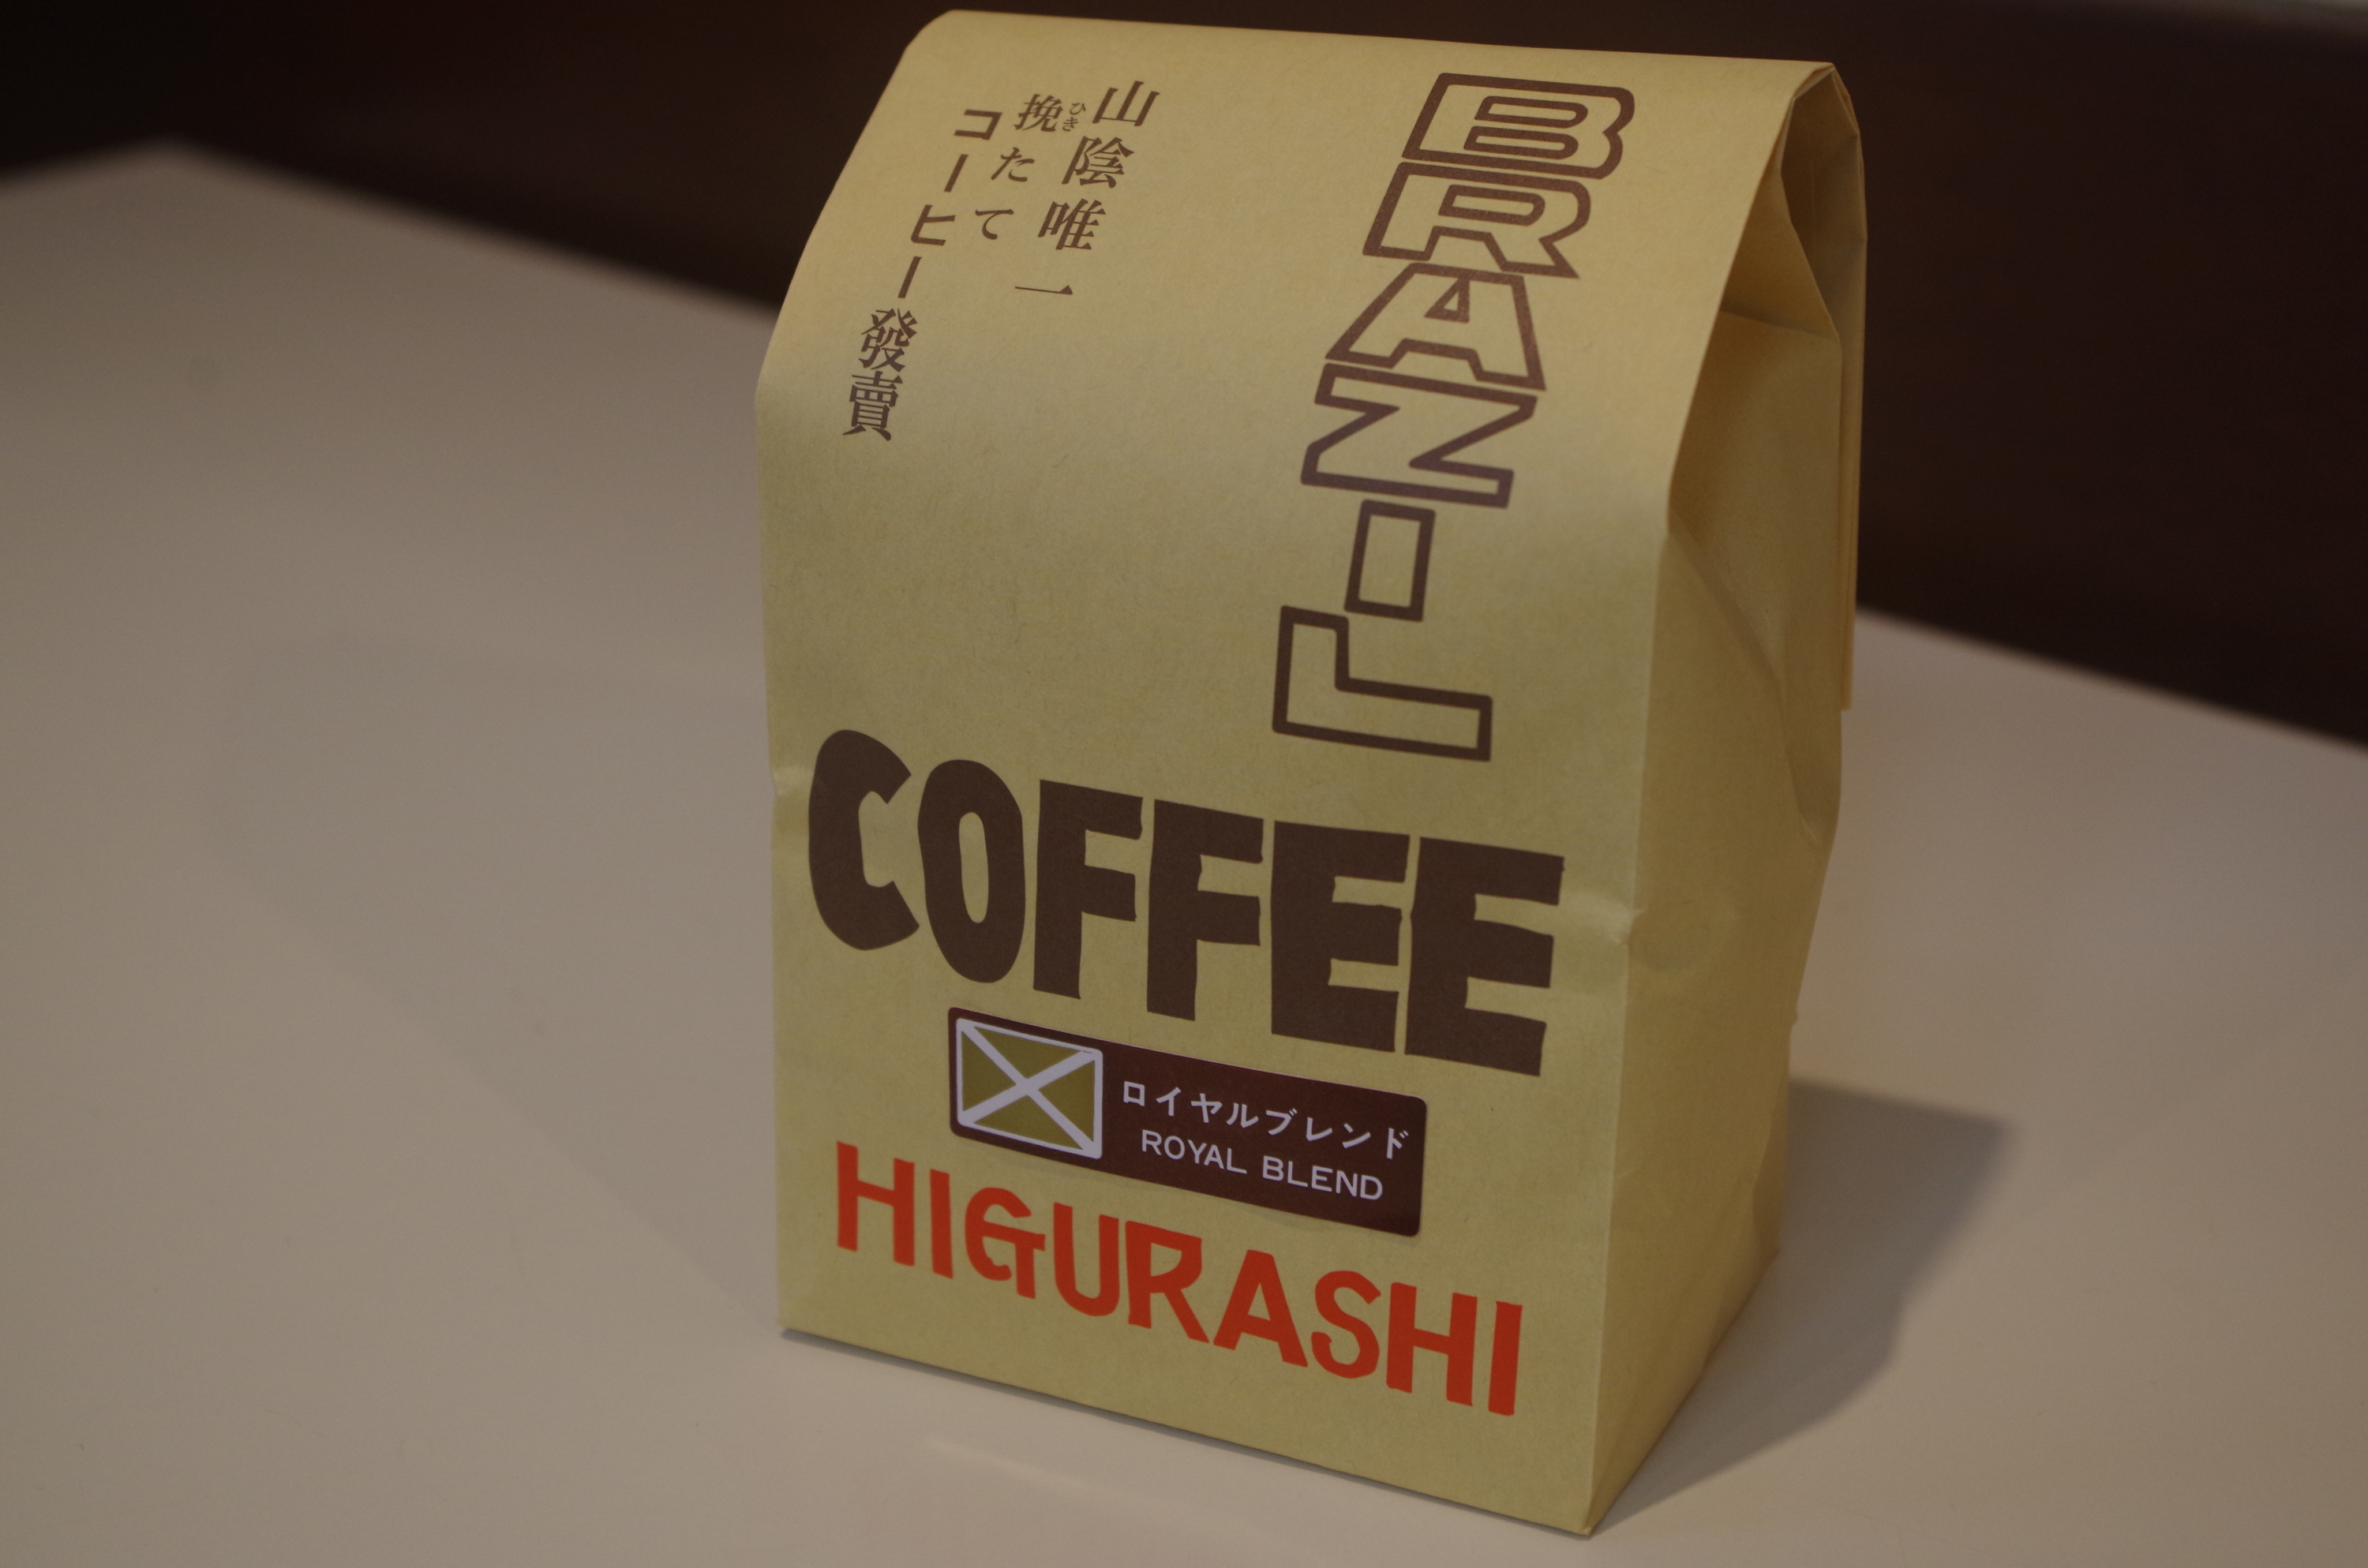 BRAZIL
山陰唯一
挽たて
ひき
コーヒー發賣
COFFEE
ロイヤルブレンド
ROYAL BLEND
HIGURASHI